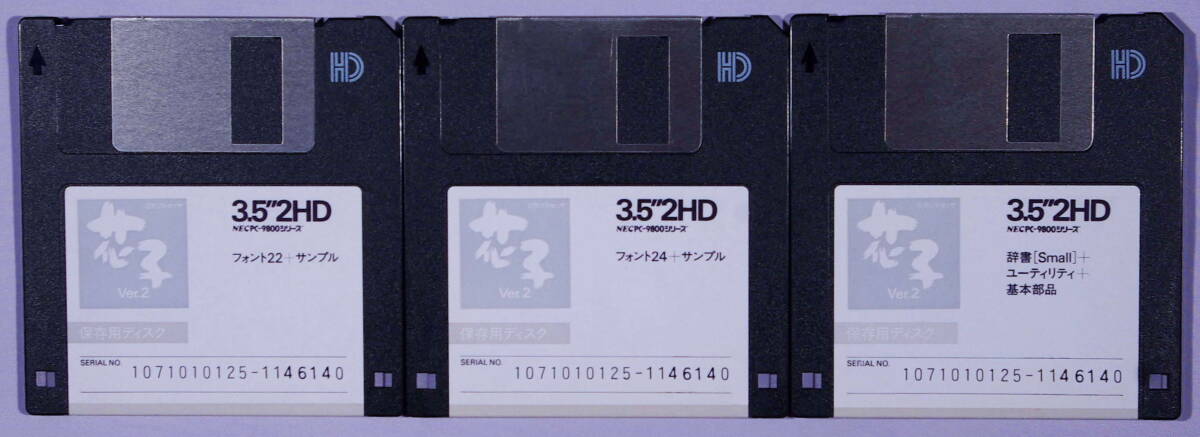 HD
3.5"2HD
NEC PC-9800シリーズ
花子
Ver.2
フォント22+サンプル
保存用ディスク
SERIAL NO.
1071010125-1146140
HD
3.5"2HD
NEC PC-9800シリーズ
花子
Ver.2
フォント24+サンプル
保存用ディスク
SERIAL NO.
1071010125-1146140
HD
3.5"2HD
NEC PC-9800シリーズ
花子
Ver.2
辞書[Small]+
ユーティリティ+
基本部品
保存用ディスク
SERIAL NO.
1071010125-1146140